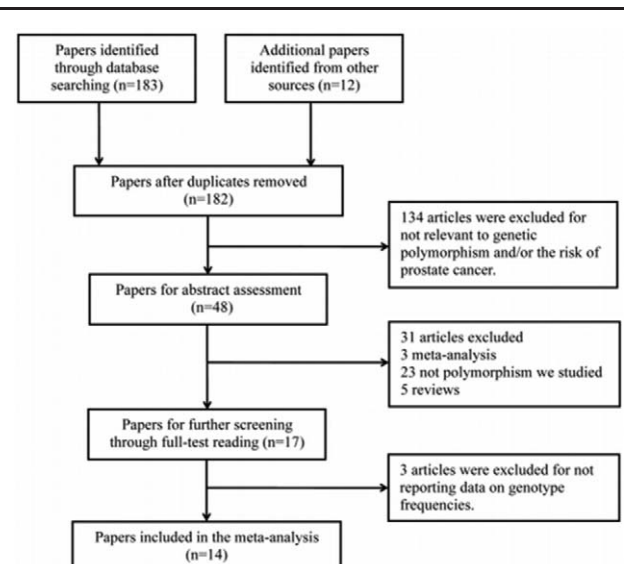 Papers identified
through database
searching (n=183)
Additional papers
identified from other
sources (n=12)
Papers after duplicates removed
(n=182)
134 articles were excluded for
not relevant to genetic
polymorphism and/or the risk of
prostate cancer.
Papers for abstract assessment
(n=48)
31 articles excluded
3 meta-analysis
23 not polymorphism we studied
5 reviews
Papers for further screening
through full-test reading (n=17)
3 articles were excluded for not
reporting data on genotype
frequencies.
Papers included in the meta-analysis
(n=14)